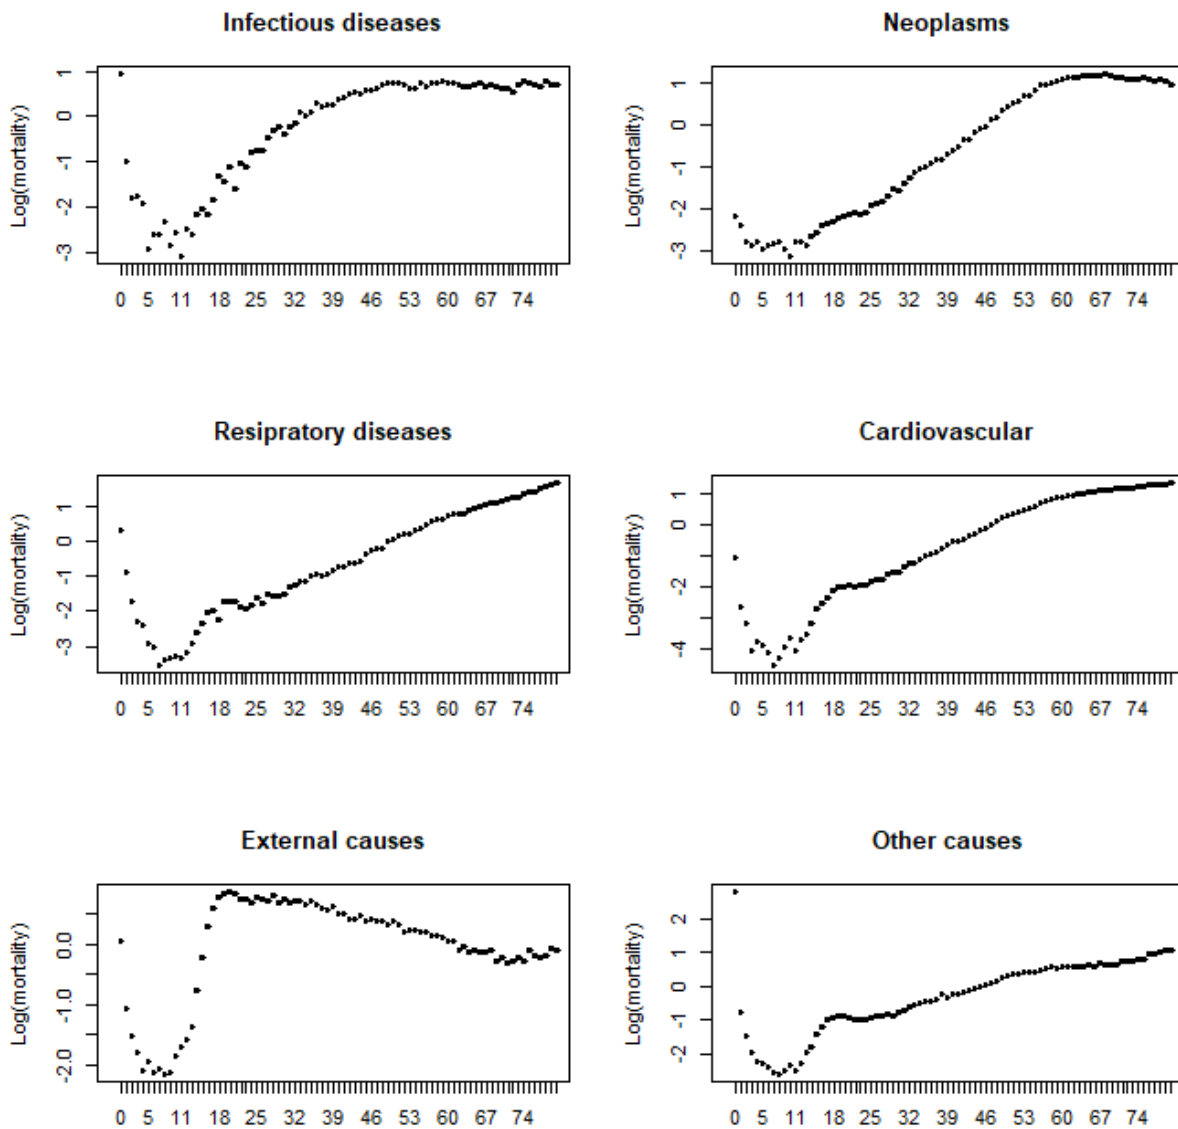 Infectious diseases
Log(mortality)
1
0
-1
-2
-3
0 5 11 18 25 32 39 46 53 60 67 74
Neoplasms
Log(mortality)
1
0
-1
-2
-3
0 5 11 18 25 32 39 46 53 60 67 74
Resipratory diseases
Log(mortality)
1
0
-1
-2
-3
0 5 11 18 25 32 39 46 53 60 67 74
Cardiovascular
Log(mortality)
1
0
-2
-4
0 5 11 18 25 32 39 46 53 60 67 74
External causes
Log(mortality)
0.0
-1.0
-2.0
0 5 11 18 25 32 39 46 53 60 67 74
Other causes
Log(mortality)
2
1
0
-1
-2
0 5 11 18 25 32 39 46 53 60 67 74